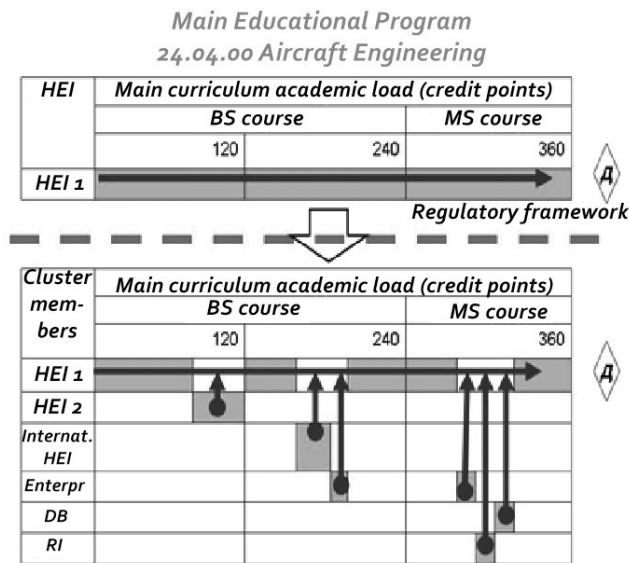 Main Educational Program
24.04.00 Aircraft Engineering
HEI Main curriculum academic load (credit points)
BS course MS course
120 240 360
HEI 1 Д
Regulatory framework
Cluster
mem-
bers
Main curriculum academic load (credit points)
BS course MS course
120 240 360
HEI 1 Д
HEI 2
Internat.
HEI
Enterpr
DB
RI